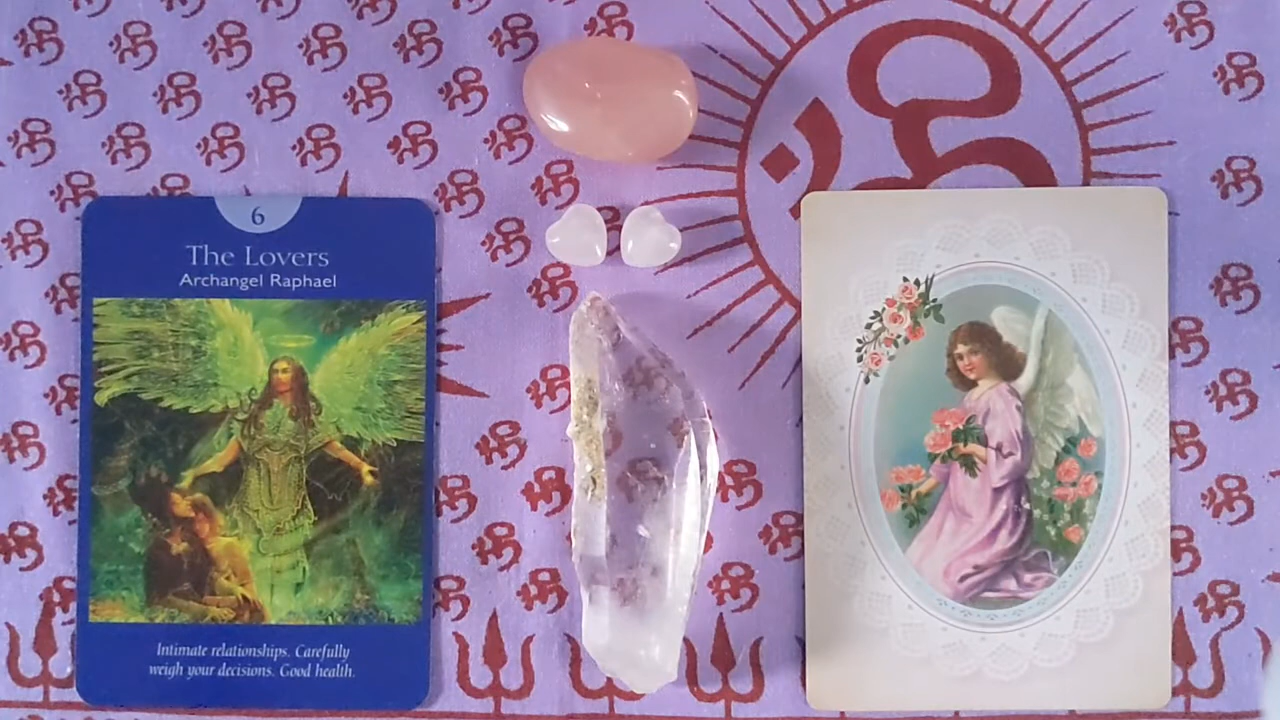 6
The Lovers
Archangel Raphael
Intimate relationships. Carefully
weigh your decisions. Good health.
ॐ